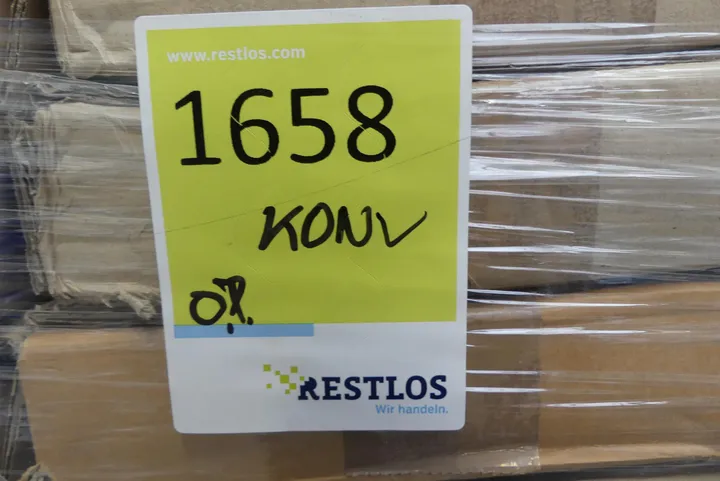 www.restlos.com
1658
KONV
O.P.
RESTLOS
Wir handeln.